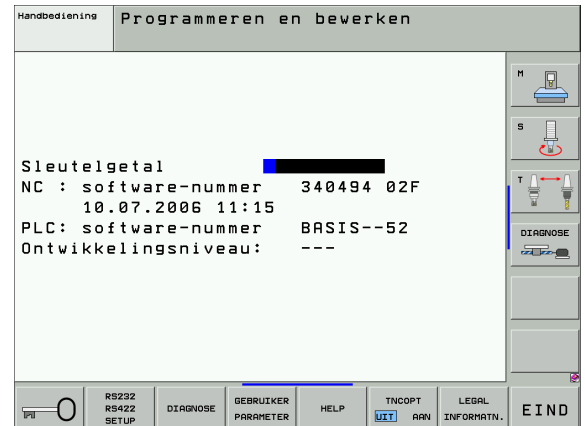 Handbediening
Programmeren en bewerken
M
S
T
DIAGNOSE
Sleutelgetal
NC : software-nummer 340494 02F
10.07.2006 11:15
PLC: software-nummer BASIS--52
Ontwikkelingsniveau: ---
RS232
RS422
SETUP
DIAGNOSE
GEBRUIKER
PARAMETER
HELP
TNCOPT
UIT AAN
LEGAL
INFORMATN.
EIND